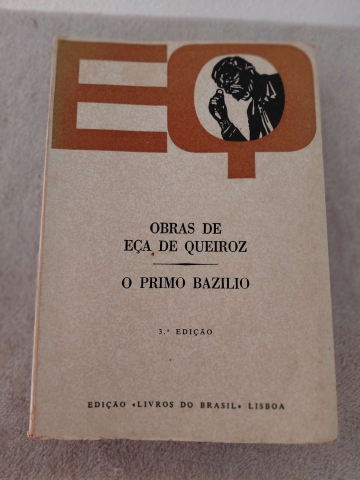 EQ
OBRAS DE
EÇA DE QUEIROZ
O PRIMO BAZILIO
3.ª EDIÇÃO
EDIÇÃO «LIVROS DO BRASIL» LISBOA